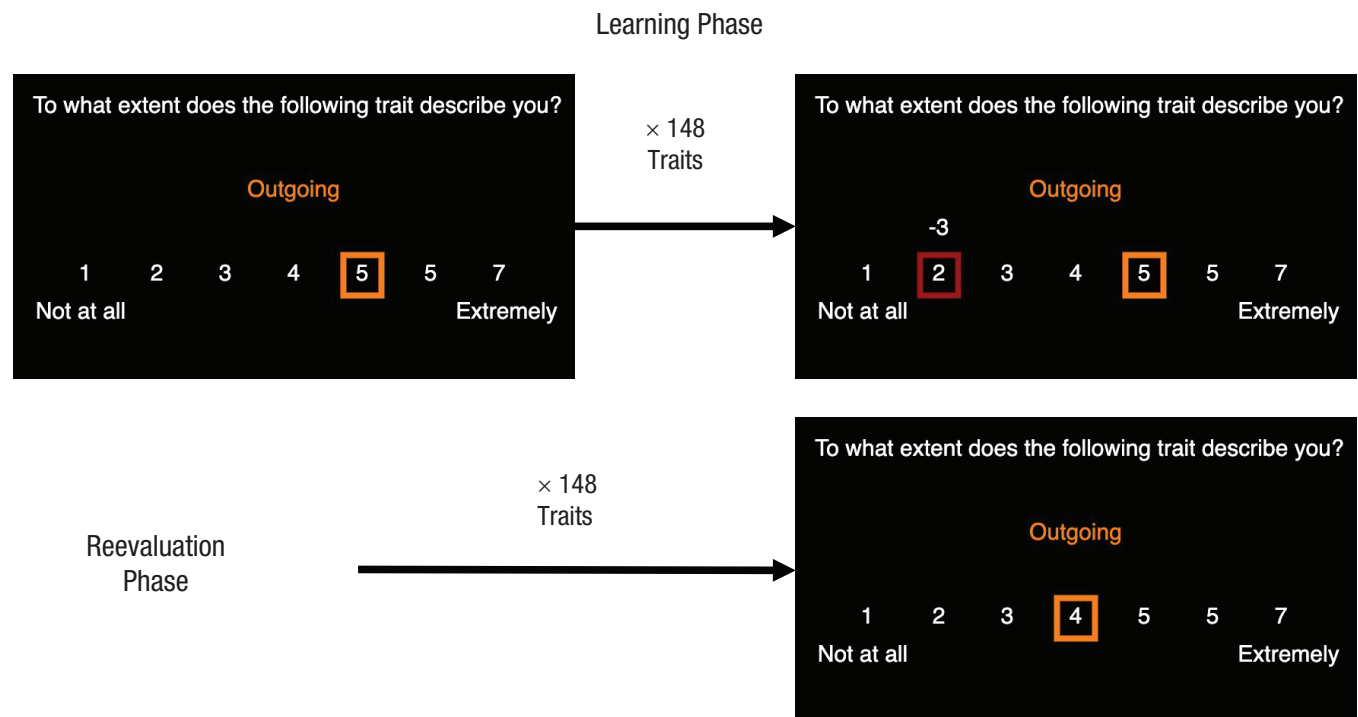 Learning Phase
To what extent does the following trait describe you?
Outgoing
1 2 3 4 5 5 7
Not at all Extremely
× 148
Traits
To what extent does the following trait describe you?
Outgoing
-3
1 2 3 4 5 5 7
Not at all Extremely
Reevaluation
Phase
× 148
Traits
To what extent does the following trait describe you?
Outgoing
1 2 3 4 5 5 7
Not at all Extremely